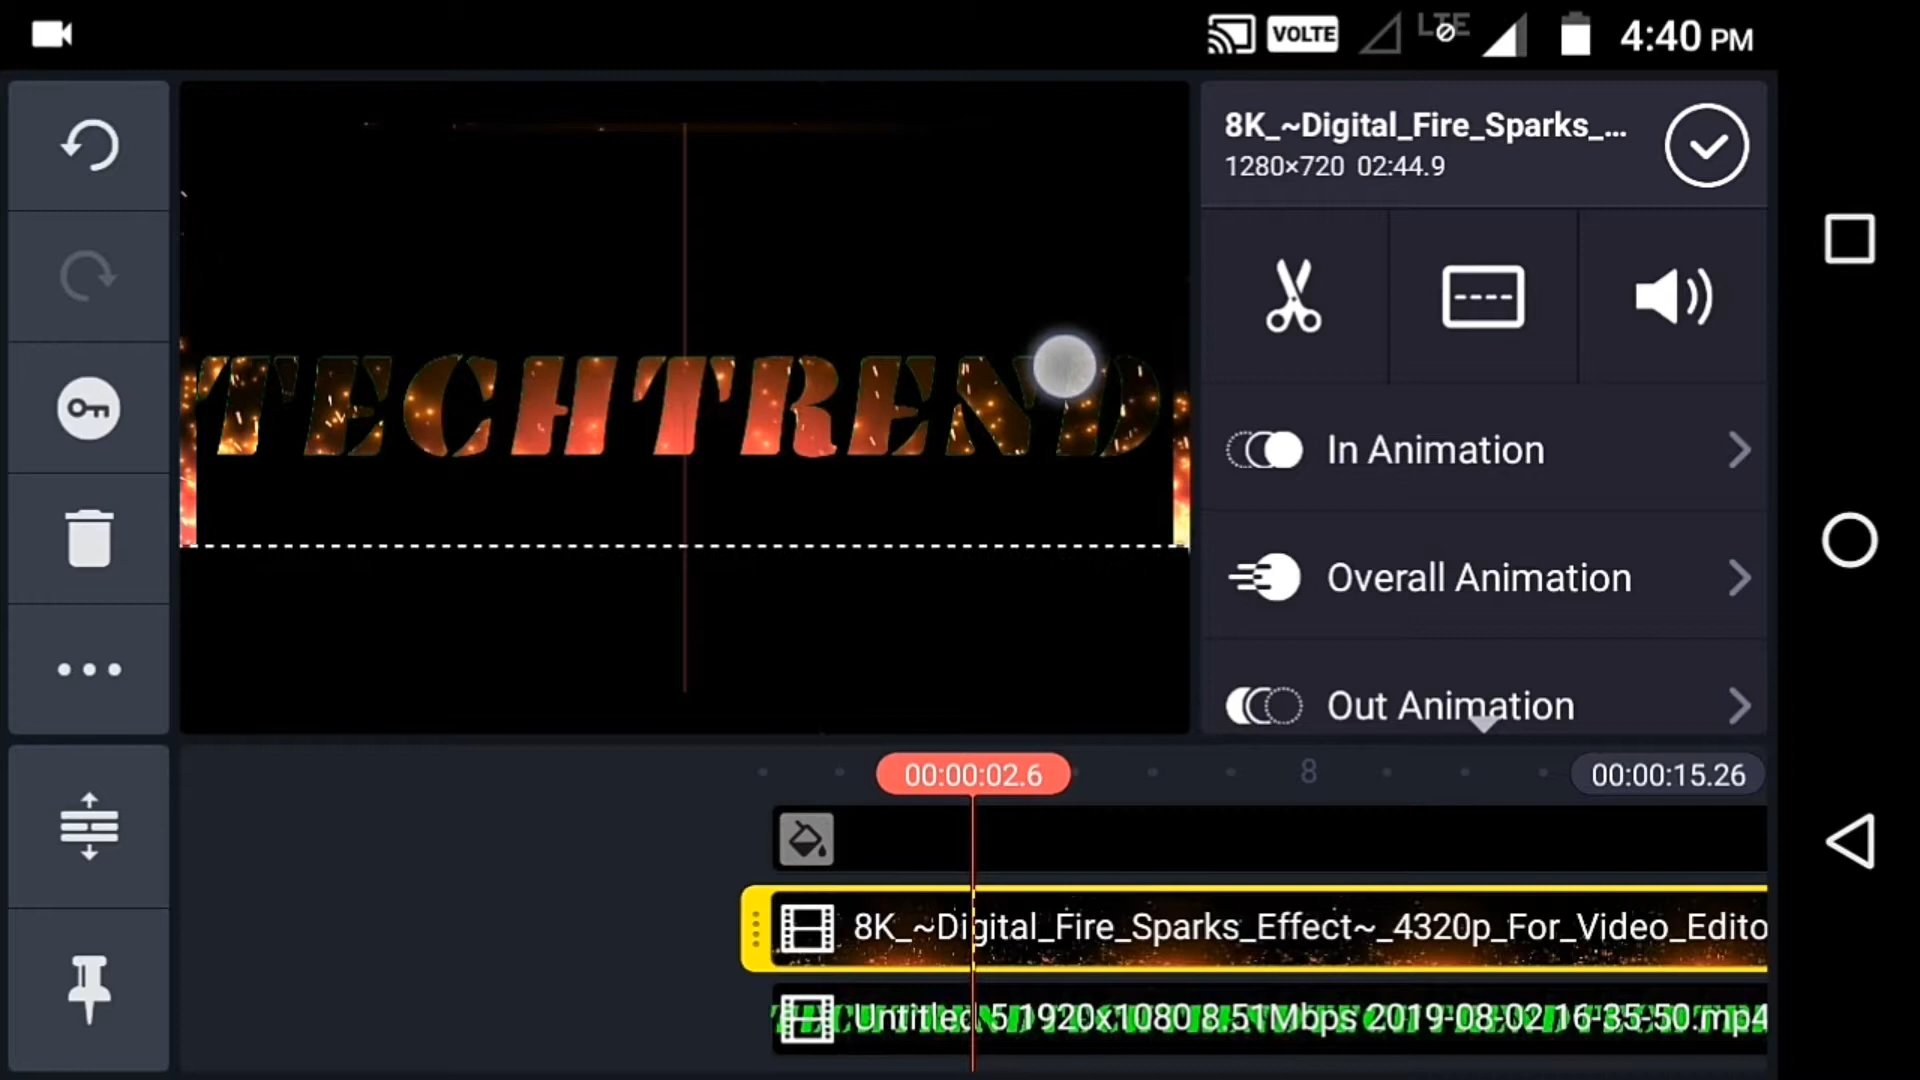 VOLTE LTE 4:40 PM
8K_~Digital_Fire_Sparks_...
1280×720 02:44.9
TECHTREND
In Animation
Overall Animation
Out Animation
00:00:02.6 8 00:00:15.26
8K_~Digital_Fire_Sparks_Effect~_4320p_For_Video_Edito
Untitled 5 1920x1080 8.51Mbps 2019-08-02 16-35-50.mp4